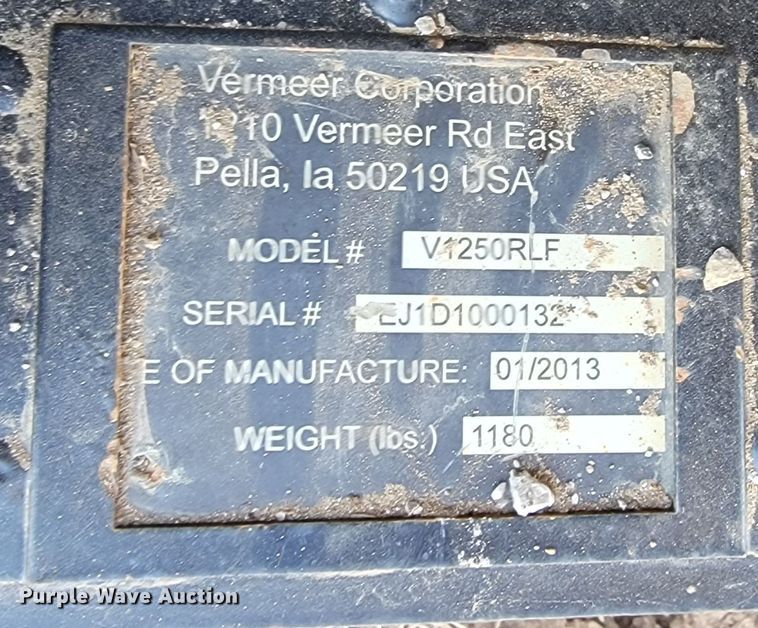 Vermeer Corporation
1210 Vermeer Rd East
Pella, Ia 50219 USA
MODEL # V1250RLF
SERIAL # EJ1D1000132*
E OF MANUFACTURE: 01/2013
WEIGHT (lbs.) 1180
Purple Wave Auction